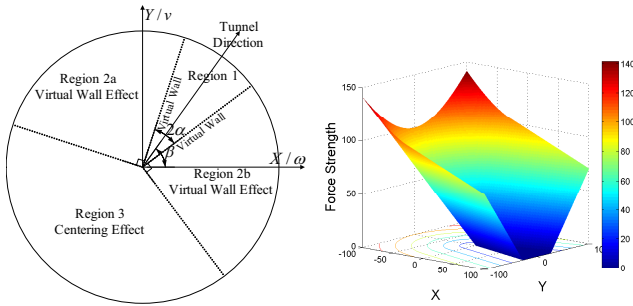 Y / ν
Tunnel
Direction
Region 2a
Virtual Wall Effect
Region 1
Virtual Wall
2α
Virtual Wall
β
X / ω
Region 2b
Virtual Wall Effect
Region 3
Centering Effect
Force Strength
150
100
50
0
-100
-50
0
50
100
X
-100
0
10
Y
140
120
100
80
60
40
20
0